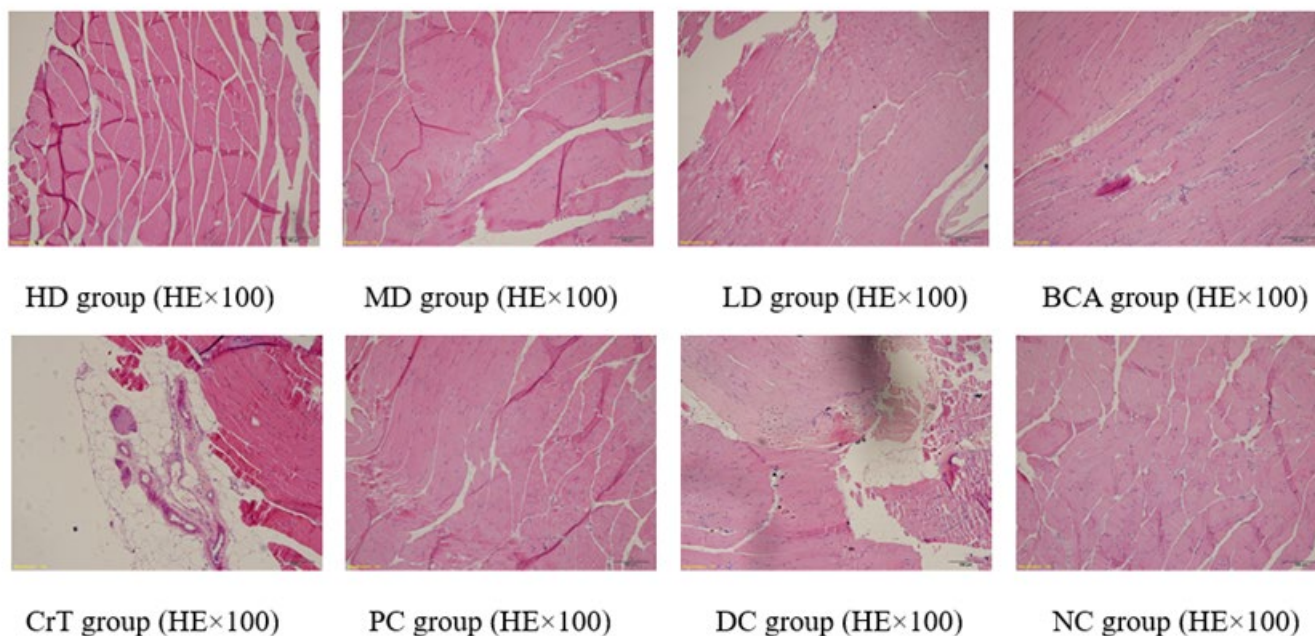 HD group (HE×100)
MD group (HE×100)
LD group (HE×100)
BCA group (HE×100)
CrT group (HE×100)
PC group (HE×100)
DC group (HE×100)
NC group (HE×100)